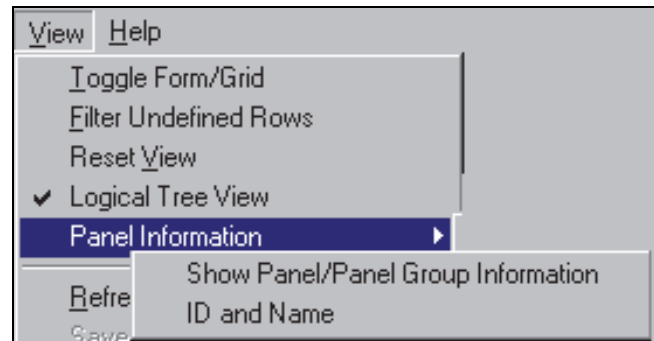 View Help
Toggle Form/Grid
Filter Undefined Rows
Reset View
Logical Tree View
Panel Information
Show Panel/Panel Group Information
ID and Name